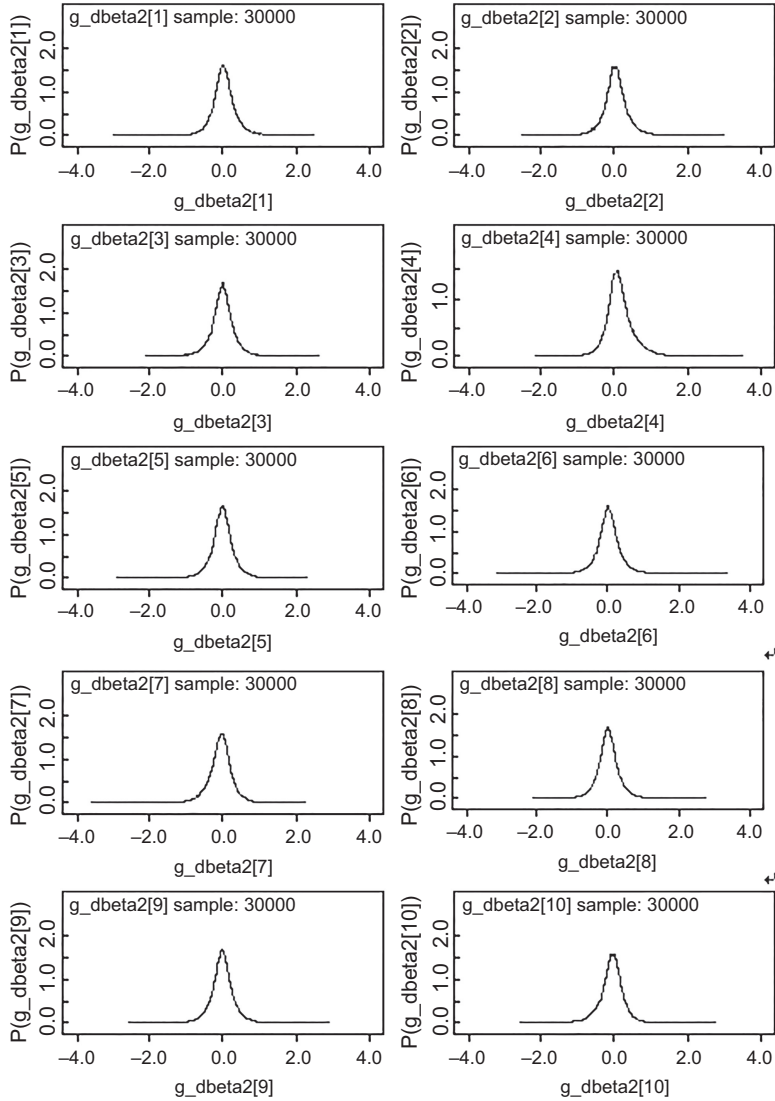 g_dbeta2[1] sample: 30000
P(g_dbeta2[1])
2.0
1.0
0.0
–4.0 –2.0 0.0 2.0 4.0
g_dbeta2[1]
g_dbeta2[2] sample: 30000
P(g_dbeta2[2])
2.0
1.0
0.0
–4.0 –2.0 0.0 2.0 4.0
g_dbeta2[2]
g_dbeta2[3] sample: 30000
P(g_dbeta2[3])
2.0
1.0
0.0
–4.0 –2.0 0.0 2.0 4.0
g_dbeta2[3]
g_dbeta2[4] sample: 30000
P(g_dbeta2[4])
1.0
0.0
–4.0 –2.0 0.0 2.0 4.0
g_dbeta2[4]
g_dbeta2[5] sample: 30000
P(g_dbeta2[5])
2.0
1.0
0.0
–4.0 –2.0 0.0 2.0 4.0
g_dbeta2[5]
g_dbeta2[6] sample: 30000
P(g_dbeta2[6])
2.0
1.0
0.0
–4.0 –2.0 0.0 2.0 4.0
g_dbeta2[6]
g_dbeta2[7] sample: 30000
P(g_dbeta2[7])
2.0
1.0
0.0
–4.0 –2.0 0.0 2.0 4.0
g_dbeta2[7]
g_dbeta2[8] sample: 30000
P(g_dbeta2[8])
2.0
1.0
0.0
–4.0 –2.0 0.0 2.0 4.0
g_dbeta2[8]
g_dbeta2[9] sample: 30000
P(g_dbeta2[9])
2.0
1.0
0.0
–4.0 –2.0 0.0 2.0 4.0
g_dbeta2[9]
g_dbeta2[10] sample: 30000
P(g_dbeta2[10])
2.0
1.0
0.0
–4.0 –2.0 0.0 2.0 4.0
g_dbeta2[10]